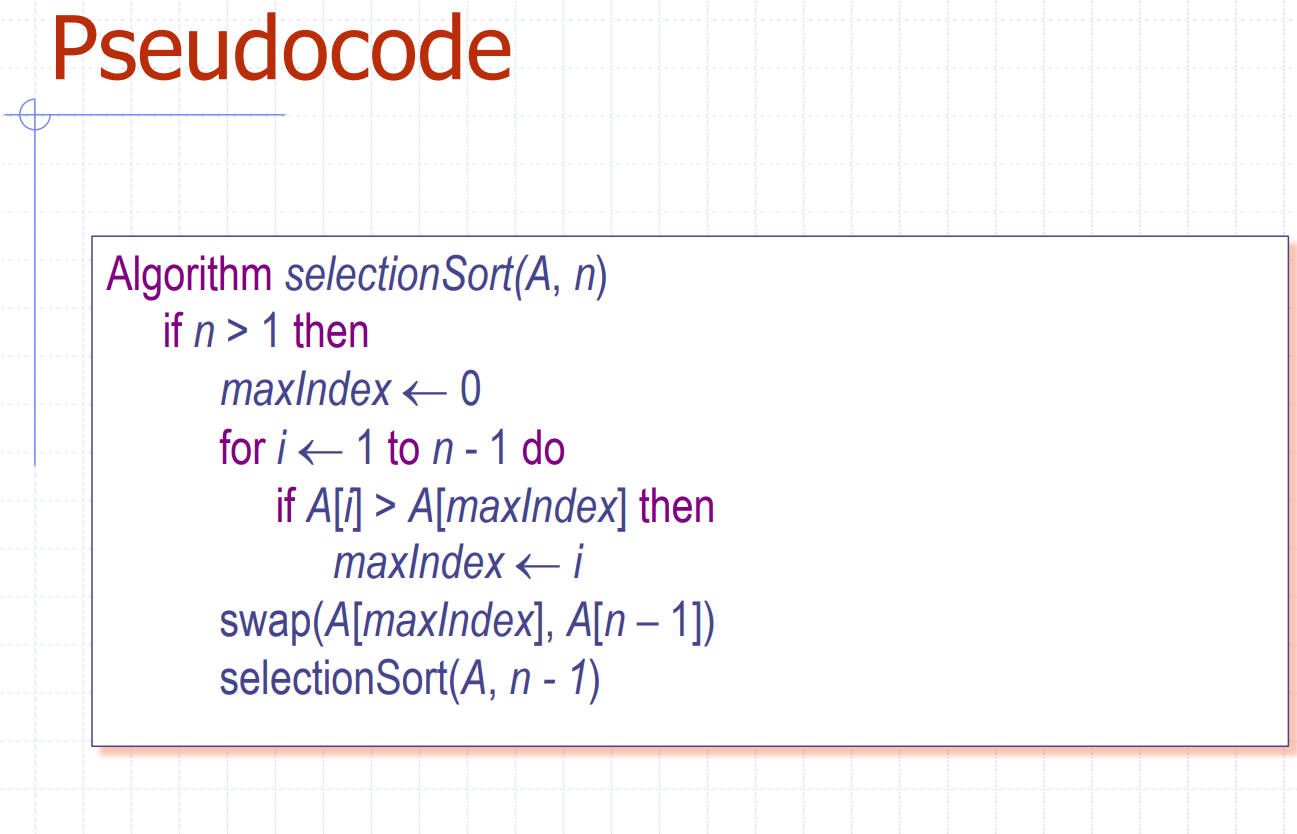 Pseudocode
Algorithm selectionSort(A, n)
if n > 1 then
maxIndex ← 0
for i ← 1 to n - 1 do
if A[i] > A[maxIndex] then
maxIndex ← i
swap(A[maxIndex], A[n – 1])
selectionSort(A, n - 1)